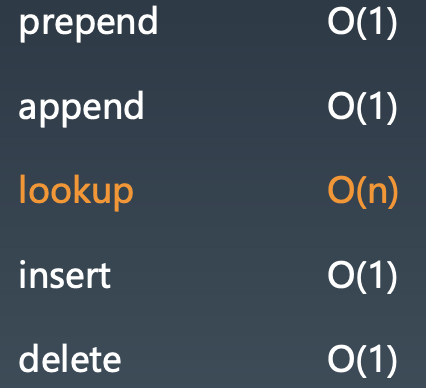 prepend O(1)
append O(1)
lookup O(n)
insert O(1)
delete O(1)